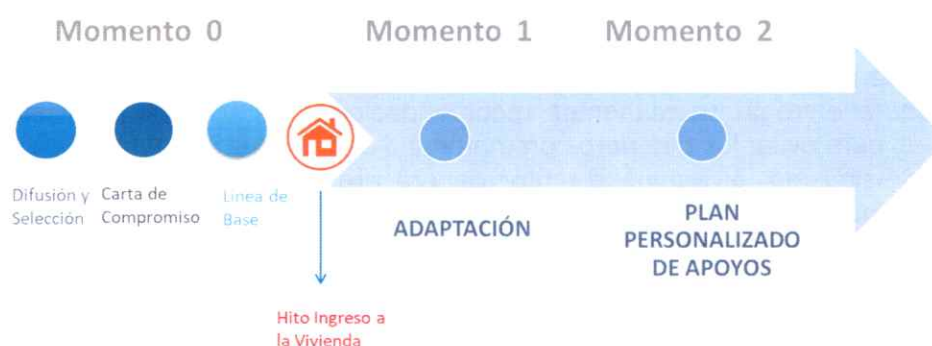 Momento 0
Momento 1
Momento 2
Difusión y
Selección
Carta de
Compromiso
Linea de
Base
ADAPTACIÓN
PLAN
PERSONALIZADO
DE APOYOS
Hito Ingreso a
la Vivienda